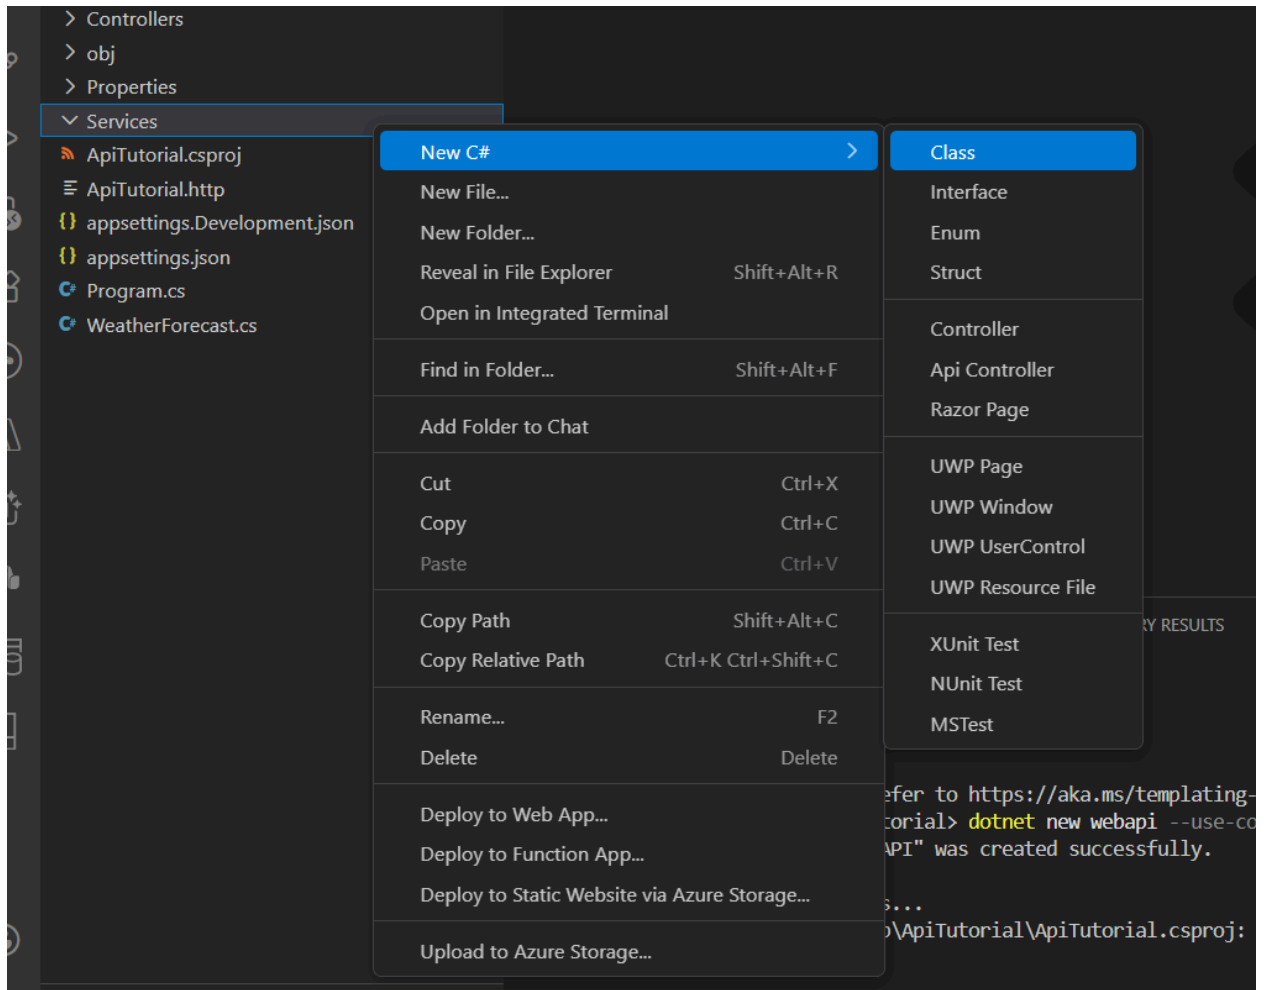 Controllers
obj
Properties
Services
ApiTutorial.csproj
ApiTutorial.http
{} appsettings.Development.json
{} appsettings.json
C# Program.cs
C# WeatherForecast.cs
New C#
New File...
New Folder...
Reveal in File Explorer Shift+Alt+R
Open in Integrated Terminal
Find in Folder... Shift+Alt+F
Add Folder to Chat
Cut Ctrl+X
Copy Ctrl+C
Paste Ctrl+V
Copy Path Shift+Alt+C
Copy Relative Path Ctrl+K Ctrl+Shift+C
Rename... F2
Delete Delete
Deploy to Web App...
Deploy to Function App...
Deploy to Static Website via Azure Storage...
Upload to Azure Storage...
Class
Interface
Enum
Struct
Controller
Api Controller
Razor Page
UWP Page
UWP Window
UWP UserControl
UWP Resource File
XUnit Test
NUnit Test
MSTest
RY RESULTS
efer to https://aka.ms/templating-
torial> dotnet new webapi --use-co
API" was created successfully.
s...
o\ApiTutorial\ApiTutorial.csproj: